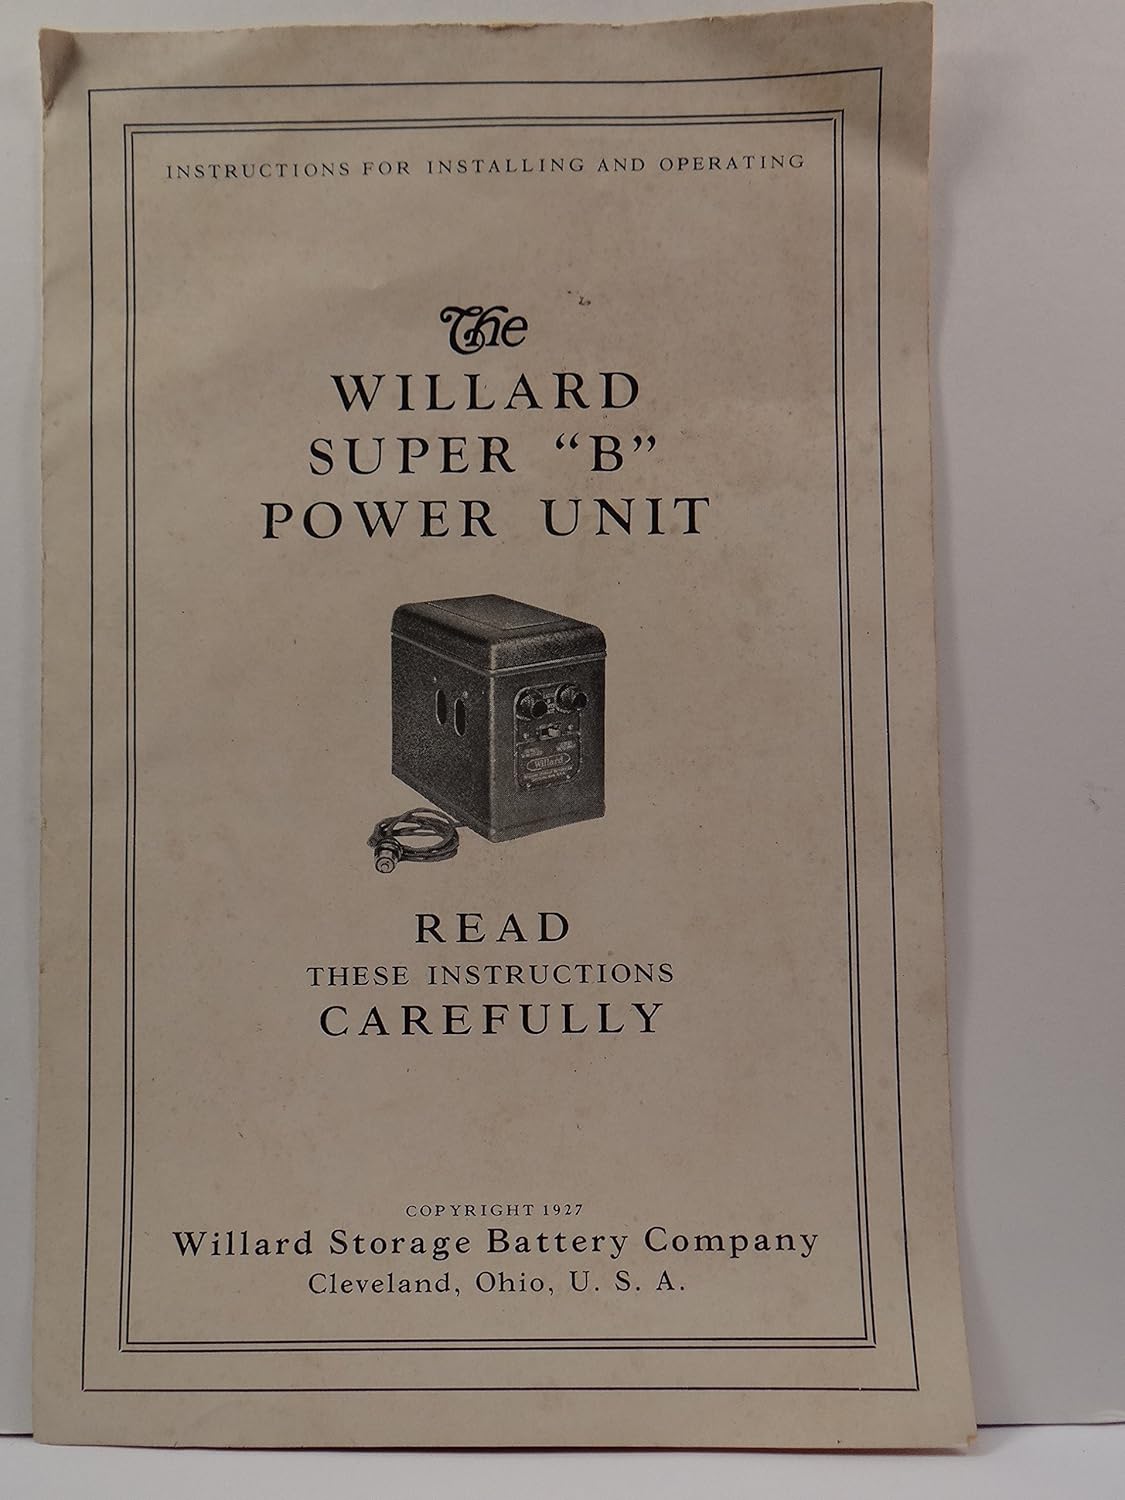 INSTRUCTIONS FOR INSTALLING AND OPERATING
The
WILLARD
SUPER “B”
POWER UNIT
Willard
READ
THESE INSTRUCTIONS
CAREFULLY
COPYRIGHT 1927
Willard Storage Battery Company
Cleveland, Ohio, U. S. A.